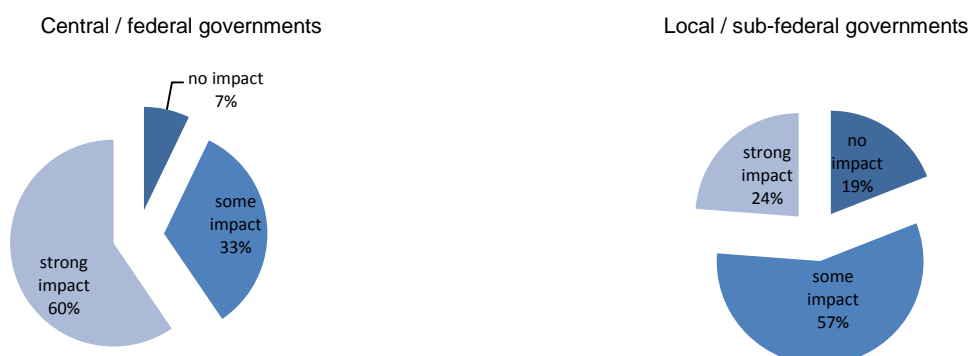 Central / federal governments
no impact
7%
some
impact
33%
strong
impact
60%
Local / sub-federal governments
strong
impact
24%
no
impact
19%
some
impact
57%